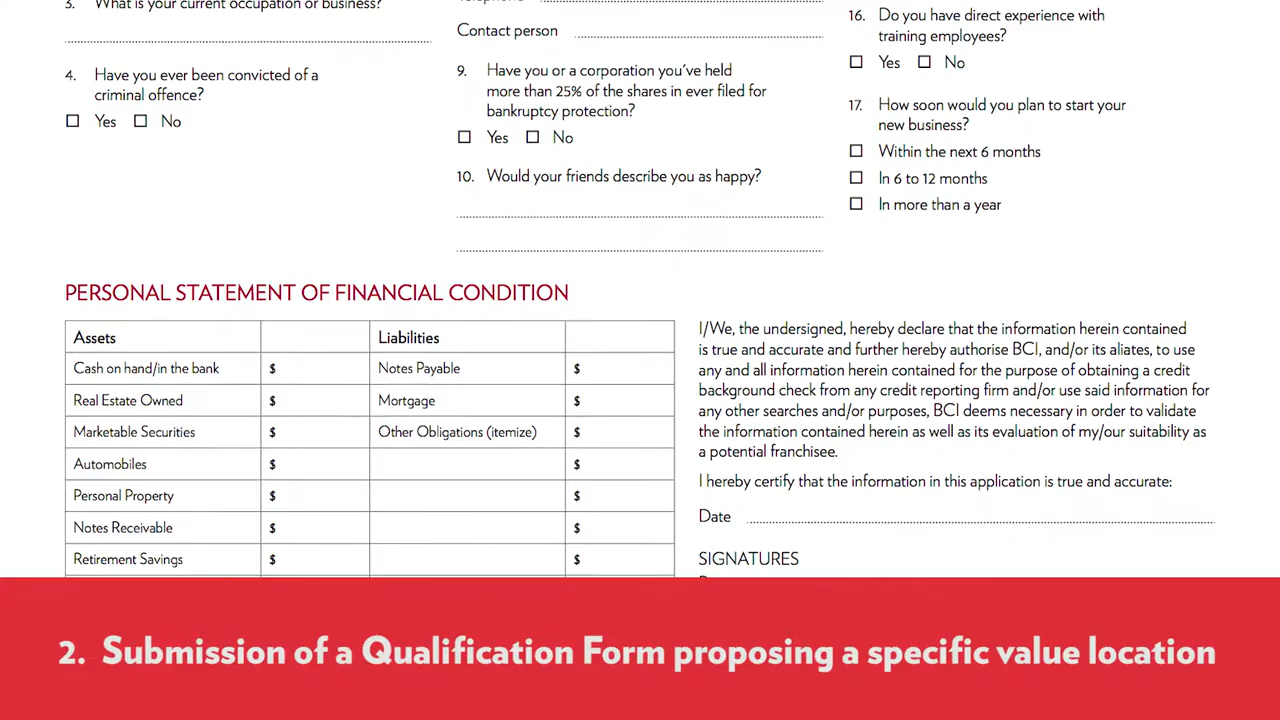 3. What is your current occupation or business?
4. Have you ever been convicted of a
criminal offence?
Yes No
Contact person
9. Have you or a corporation you've held
more than 25% of the shares in ever filed for
bankruptcy protection?
Yes No
10. Would your friends describe you as happy?
16. Do you have direct experience with
training employees?
Yes No
17. How soon would you plan to start your
new business?
Within the next 6 months
In 6 to 12 months
In more than a year
PERSONAL STATEMENT OF FINANCIAL CONDITION
Assets Liabilities
Cash on hand/in the bank $ Notes Payable $
Real Estate Owned $ Mortgage $
Marketable Securities $ Other Obligations (itemize) $
Automobiles $ $
Personal Property $ $
Notes Receivable $ $
Retirement Savings $ $
I/We, the undersigned, hereby declare that the information herein contained
is true and accurate and further hereby authorise BCI, and/or its aliates, to use
any and all information herein contained for the purpose of obtaining a credit
background check from any credit reporting firm and/or use said information for
any other searches and/or purposes, BCI deems necessary in order to validate
the information contained herein as well as its evaluation of my/our suitability as
a potential franchisee.
I hereby certify that the information in this application is true and accurate:
Date
SIGNATURES
2. Submission of a Qualification Form proposing a specific value location